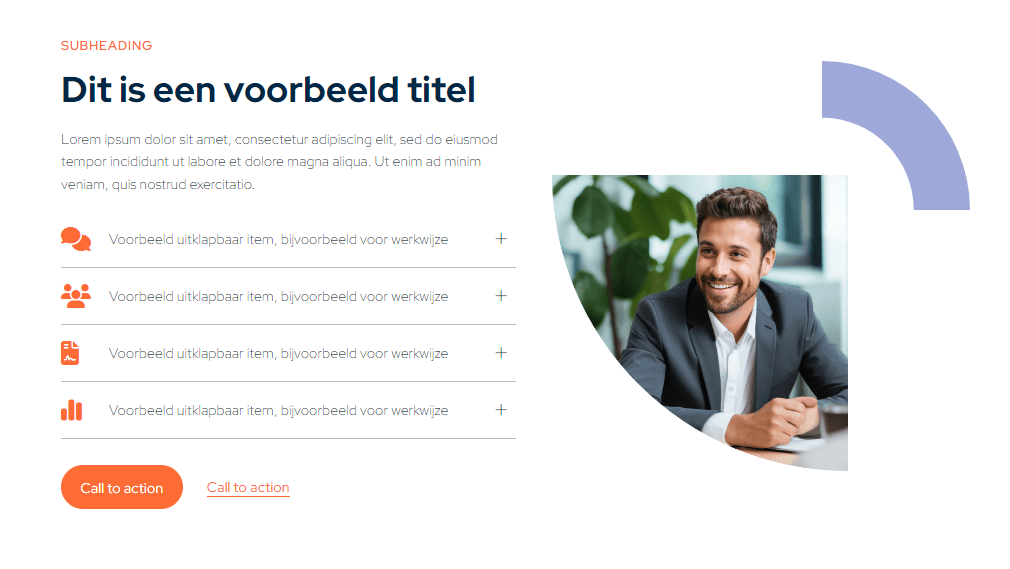 SUBHEADING
Dit is een voorbeeld titel
Lorem ipsum dolor sit amet, consectetur adipiscing elit, sed do eiusmod
tempor incididunt ut labore et dolore magna aliqua. Ut enim ad minim
veniam, quis nostrud exercitatio.
Voorbeeld uitklapbaar item, bijvoorbeeld voor werkwijze +
Voorbeeld uitklapbaar item, bijvoorbeeld voor werkwijze +
Voorbeeld uitklapbaar item, bijvoorbeeld voor werkwijze +
Voorbeeld uitklapbaar item, bijvoorbeeld voor werkwijze +
Call to action Call to action